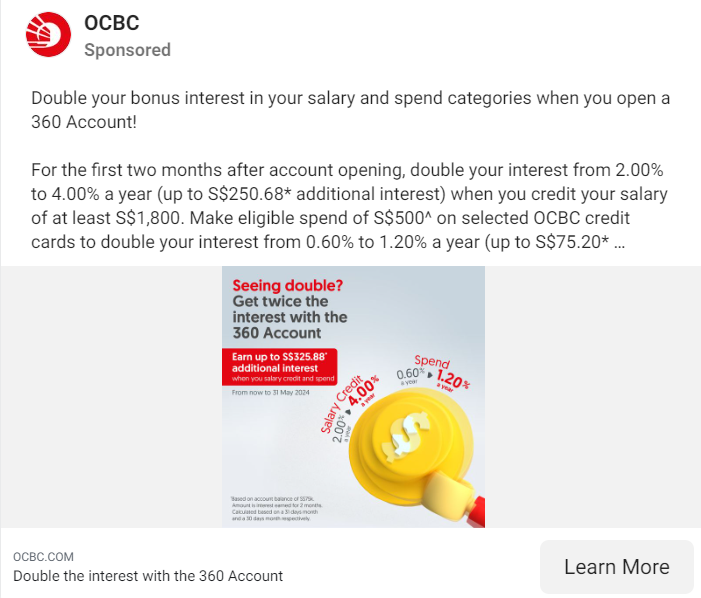 OCBC
Sponsored
Double your bonus interest in your salary and spend categories when you open a
360 Account!
For the first two months after account opening, double your interest from 2.00%
to 4.00% a year (up to S$250.68* additional interest) when you credit your salary
of at least S$1,800. Make eligible spend of S$500^ on selected OCBC credit
cards to double your interest from 0.60% to 1.20% a year (up to S$75.20* ...
Seeing double?
Get twice the
interest with the
360 Account
Earn up to S$325.88*
additional interest
when you salary credit and spend
From now to 31 May 2024
Salary Credit
2.00% a year
4.00% a year
Spend
0.60% a year
1.20% a year
*Based on account balance of S$75k.
Amount is interest earned for 2 months.
Calculated based on a 31 days month
and a 30 days month respectively.
OCBC.COM
Double the interest with the 360 Account
Learn More